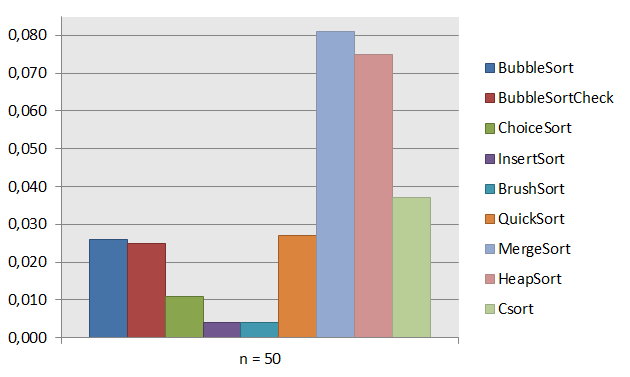 0,080
0,070
0,060
0,050
0,040
0,030
0,020
0,010
0,000
n = 50
BubbleSort
BubbleSortCheck
ChoiceSort
InsertSort
BrushSort
QuickSort
MergeSort
HeapSort
Csort